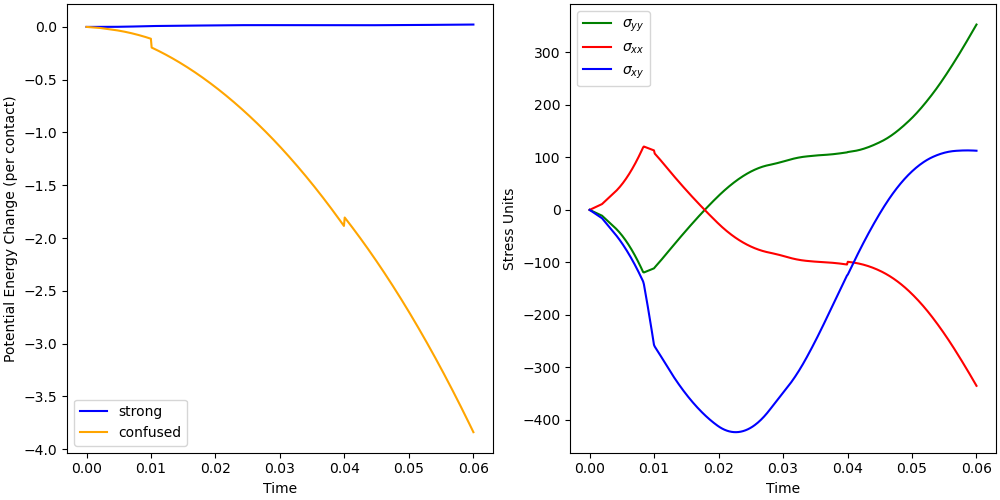 Potential Energy Change (per contact)
0.0
−0.5
−1.0
−1.5
−2.0
−2.5
−3.0
−3.5
−4.0
strong
confused
0.00 0.01 0.02 0.03 0.04 0.05 0.06
Time
Stress Units
300
200
100
0
−100
−200
−300
−400
σyy
σxx
σxy
0.00 0.01 0.02 0.03 0.04 0.05 0.06
Time